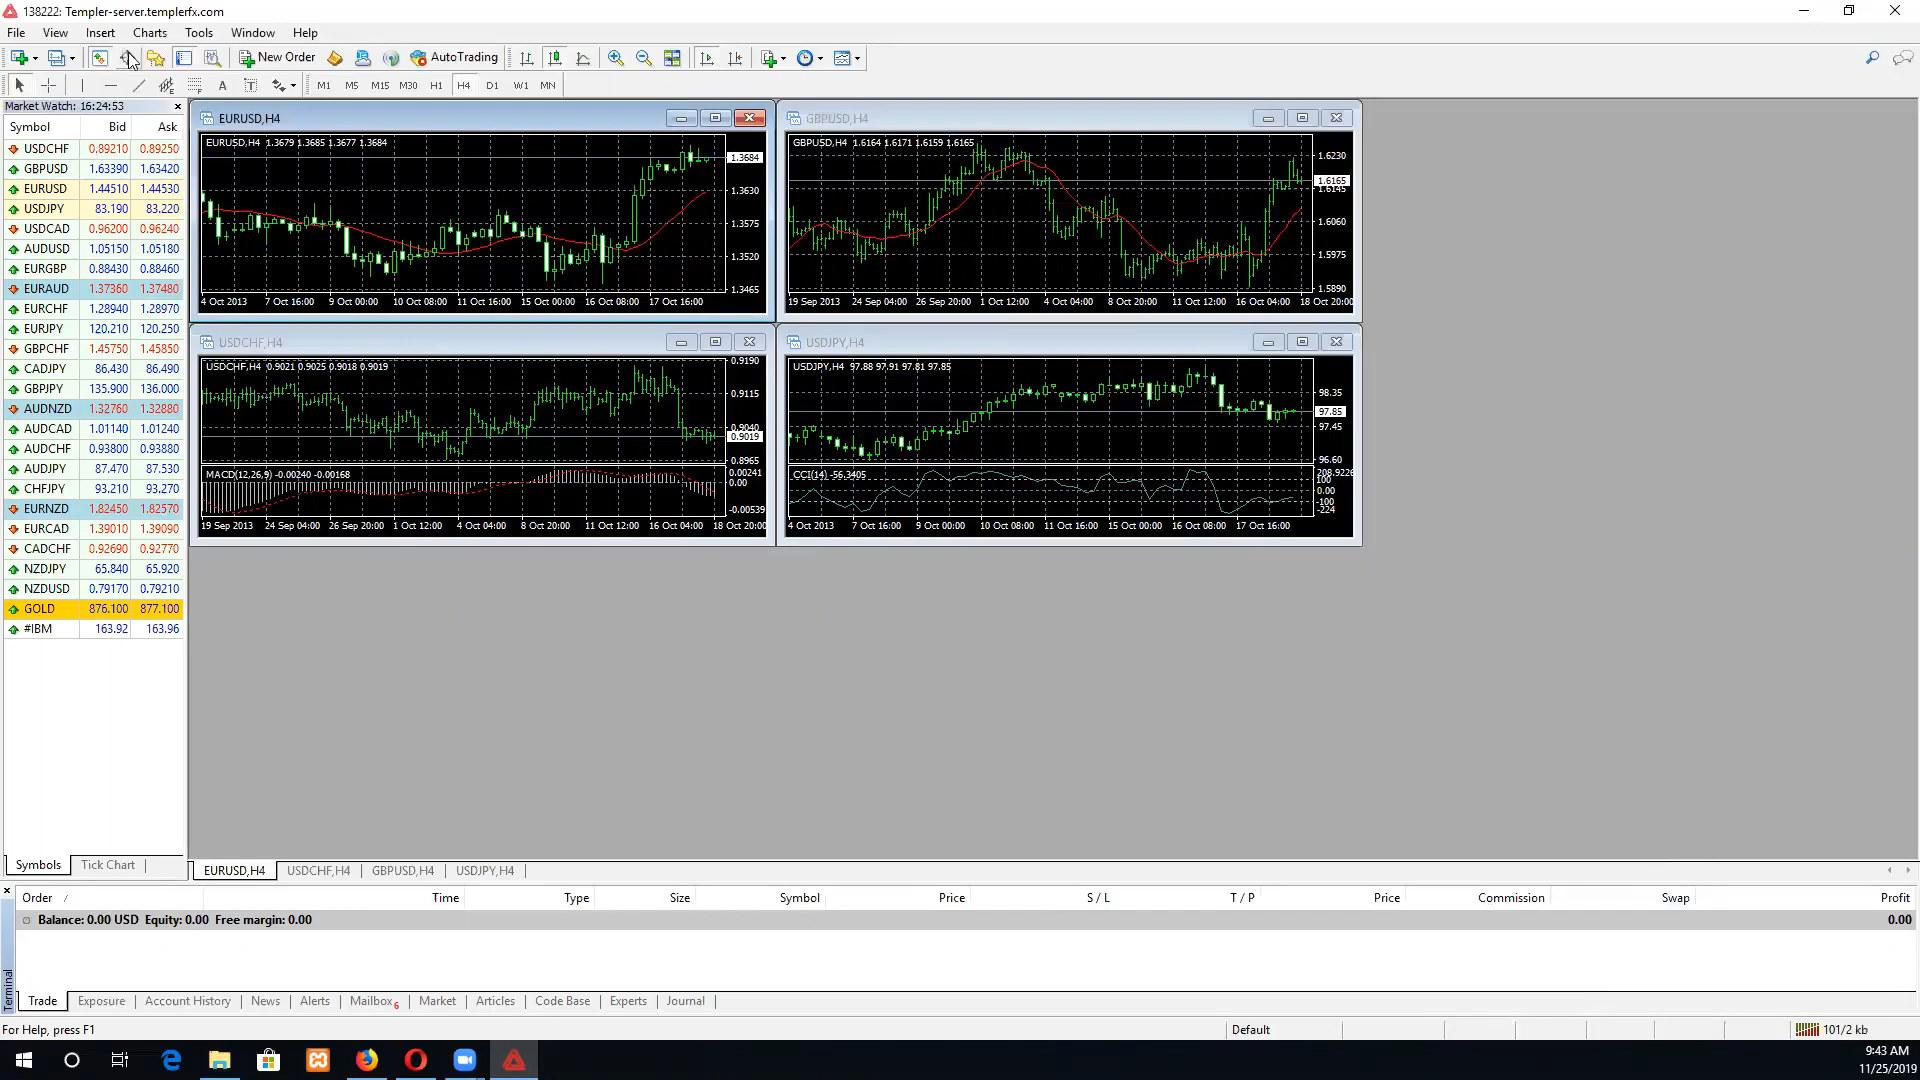 138222: Templer-server.templerfx.com
File View Insert Charts Tools Window Help
New Order AutoTrading
A T M1 M5 M15 M30 H1 H4 D1 W1 MN
Market Watch: 16:24:53
Symbol Bid Ask
USDCHF 0.89210 0.89250
GBPUSD 1.63390 1.63420
EURUSD 1.44510 1.44530
USDJPY 83.190 83.220
USDCAD 0.96200 0.96240
AUDUSD 1.05150 1.05180
EURGBP 0.88430 0.88460
EURAUD 1.37360 1.37480
EURCHF 1.28940 1.28970
EURJPY 120.210 120.250
GBPCHF 1.45750 1.45850
CADJPY 86.430 86.490
GBPJPY 135.900 136.000
AUDNZD 1.32760 1.32880
AUDCAD 1.01140 1.01240
AUDCHF 0.93800 0.93880
AUDJPY 87.470 87.530
CHFJPY 93.210 93.270
EURNZD 1.82450 1.82570
EURCAD 1.39010 1.39090
CADCHF 0.92690 0.92770
NZDJPY 65.840 65.920
NZDUSD 0.79170 0.79210
GOLD 876.100 877.100
#IBM 163.92 163.96
Symbols Tick Chart
EURUSD,H4
EURUSD,H4 1.3679 1.3685 1.3677 1.3684
1.3684
1.3630
1.3575
1.3520
1.3465
4 Oct 2013 7 Oct 16:00 9 Oct 00:00 10 Oct 08:00 11 Oct 16:00 15 Oct 00:00 16 Oct 08:00 17 Oct 16:00
GBPUSD,H4
GBPUSD,H4 1.6164 1.6171 1.6159 1.6165
1.6230
1.6165
1.6145
1.6060
1.5975
1.5890
19 Sep 2013 24 Sep 04:00 26 Sep 20:00 1 Oct 12:00 4 Oct 04:00 8 Oct 20:00 11 Oct 12:00 16 Oct 04:00 18 Oct 20:00
USDCHF,H4
USDCHF,H4 0.9021 0.9025 0.9018 0.9019
0.9190
0.9115
0.9040
0.9019
0.8965
MACD(12,26,9) -0.00240 -0.00168
0.00241
0.00
-0.00539
19 Sep 2013 24 Sep 04:00 26 Sep 20:00 1 Oct 12:00 4 Oct 04:00 8 Oct 20:00 11 Oct 12:00 16 Oct 04:00 18 Oct 20:00
USDJPY,H4
USDJPY,H4 97.88 97.91 97.81 97.85
98.35
97.85
97.45
96.60
CCI(14) -56.3405
208.9226
100
0.00
-100
-224
4 Oct 2013 7 Oct 16:00 9 Oct 00:00 10 Oct 08:00 11 Oct 16:00 15 Oct 00:00 16 Oct 08:00 17 Oct 16:00
EURUSD,H4 USDCHF,H4 GBPUSD,H4 USDJPY,H4
Order / Time Type Size Symbol Price S / L T / P Price Commission Swap Profit
Balance: 0.00 USD Equity: 0.00 Free margin: 0.00 0.00
Terminal
Trade Exposure Account History News Alerts Mailbox 6 Market Articles Code Base Experts Journal
For Help, press F1 Default 101/2 kb
9:43 AM
11/25/2019